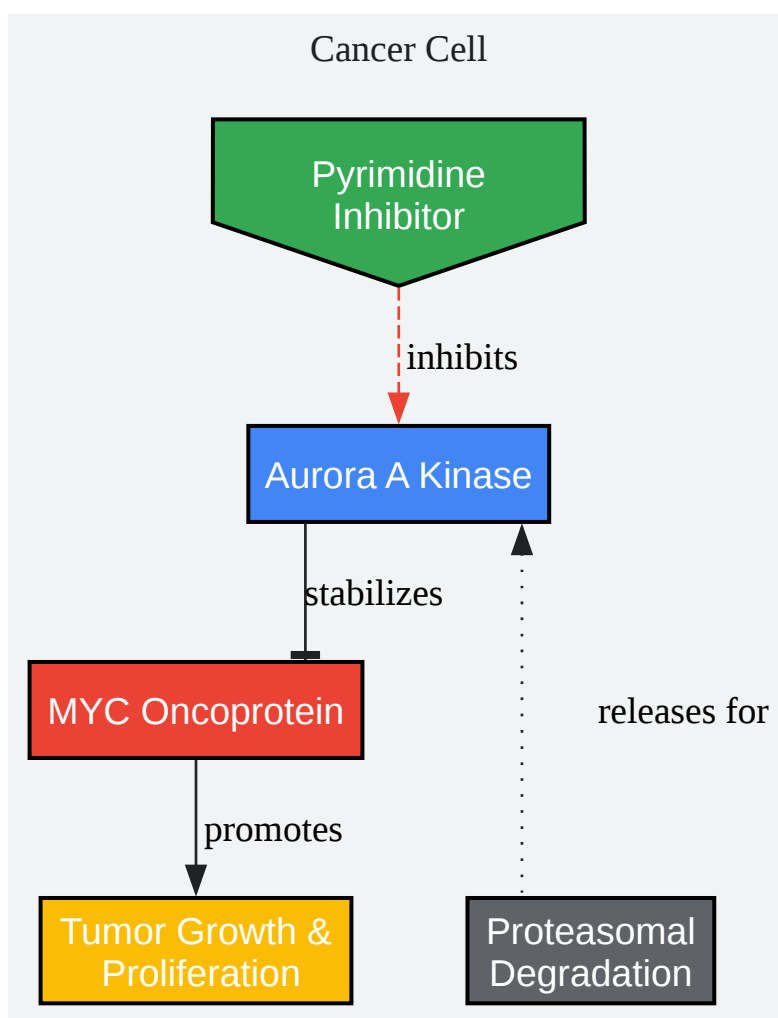 Cancer Cell
Pyrimidine
Inhibitor
inhibits
Aurora A Kinase
stabilizes
MYC Oncoprotein
releases for
promotes
Tumor Growth &
Proliferation
Proteasomal
Degradation